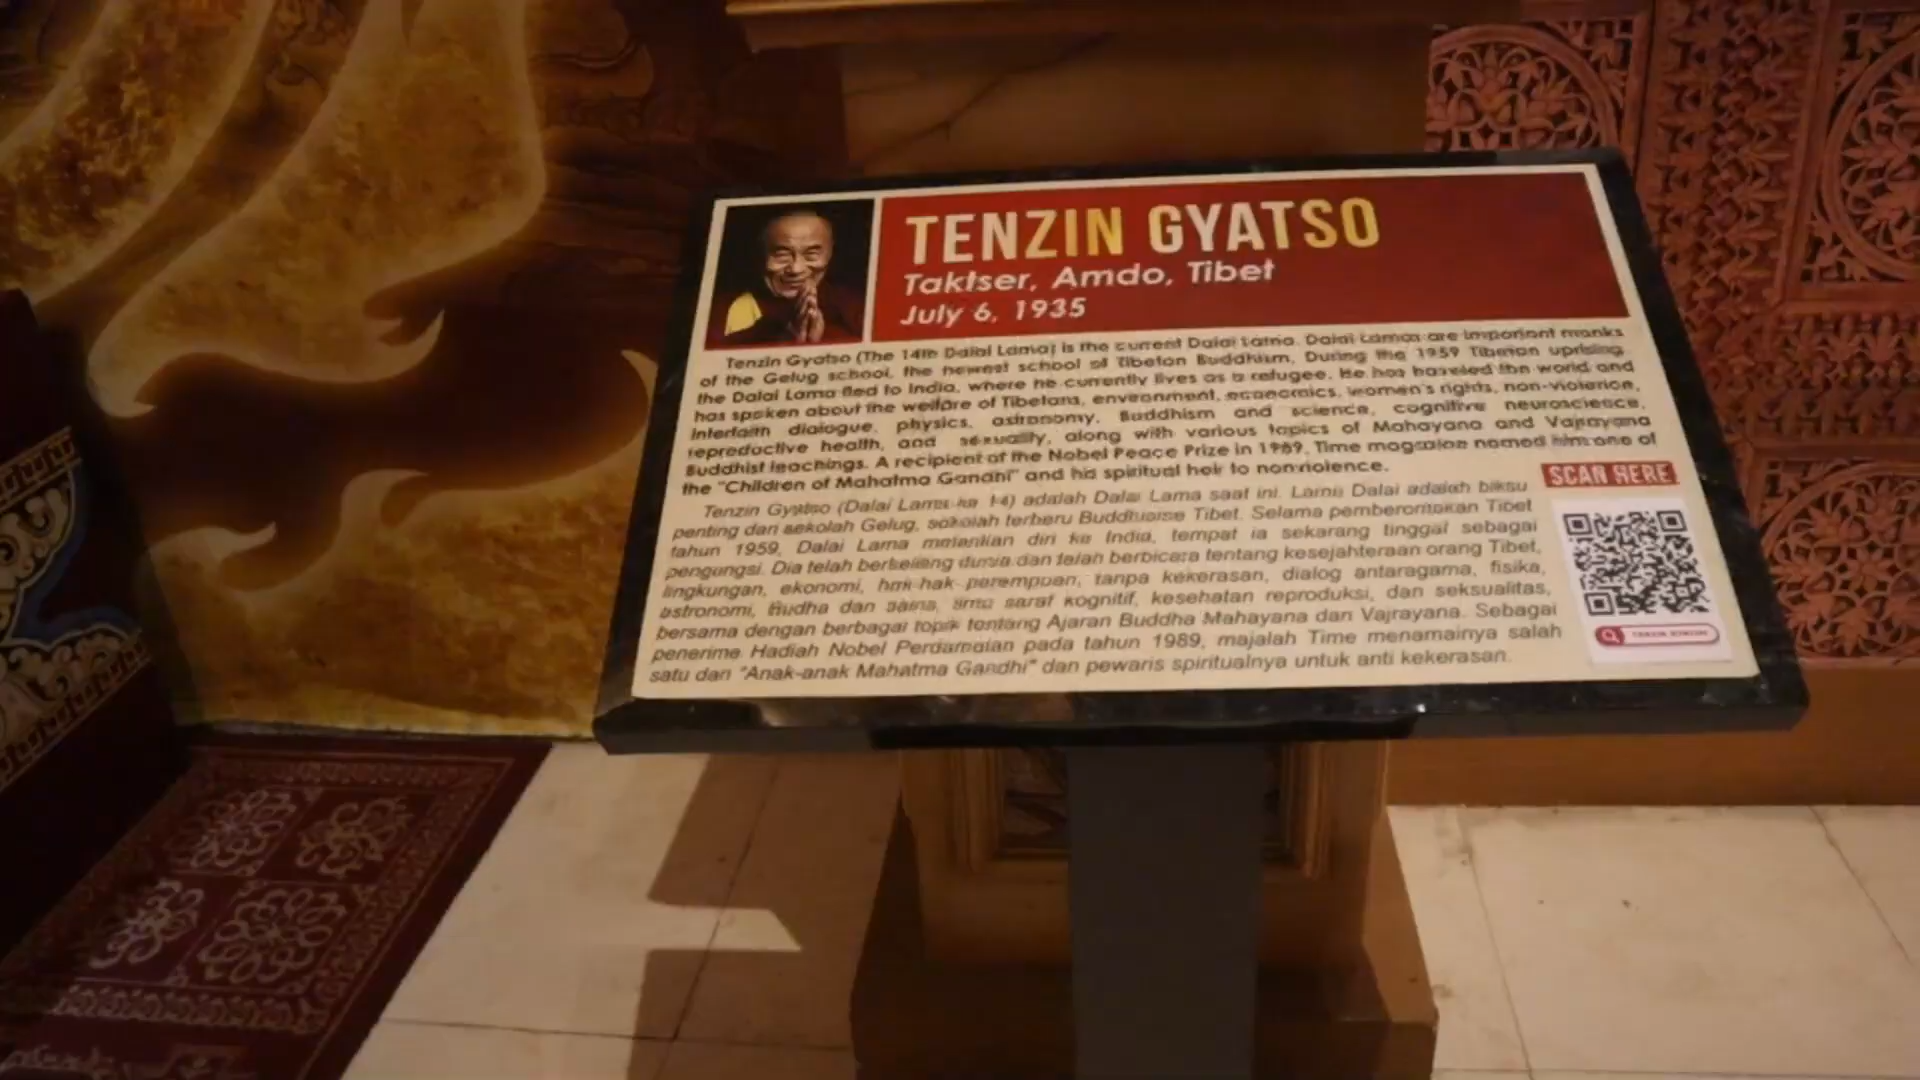 TENZIN GYATSO
Taktser, Amdo, Tibet
July 6, 1935
Tenzin Gyatso (The 14th Dalai Lama) is the current Dalai Lama. Dalai Lamas are important monks
of the Gelug school, the newest school of Tibetan Buddhism, During the 1959 Tibetan uprising,
the Dalai Lama fled to India, where he currently lives as a refugee. He has traveled the world and
has spoken about the welfare of Tibetans, environment, economics, women's rights, non-violence,
interfaith dialogue, physics, astronomy, Buddhism and science, cognitive neuroscience,
reproductive health, and sexuality, along with various topics of Mahayana and Vajrayana
Buddhist teachings. A recipient of the Nobel Peace Prize in 1989, Time magazine named him one of
the "Children of Mahatma Gandhi" and his spiritual heir to nonviolence.
Tenzin Gyatso (Dalai Lama ke 14) adalah Dalai Lama saat ini. Lama Dalai adalah biksu
penting dari sekolah Gelug, sekolah terbaru Buddhisme Tibet. Selama pemberontakan Tibet
tahun 1959, Dalai Lama melarikan diri ke India, tempat ia sekarang tinggal sebagai
pengungsi. Dia telah berkeliling dunia dan telah berbicara tentang kesejahteraan orang Tibet,
lingkungan, ekonomi, hak-hak perempuan, tanpa kekerasan, dialog antaragama, fisika,
astronomi, Budha dan sains, ilmu saraf kognitif, kesehatan reproduksi, dan seksualitas,
bersama dengan berbagai topik tentang Ajaran Buddha Mahayana dan Vajrayana. Sebagai
penerima Hadiah Nobel Perdamaian pada tahun 1989, majalah Time menamainya salah
satu dari "Anak-anak Mahatma Gandhi" dan pewaris spiritualnya untuk anti kekerasan.
SCAN HERE